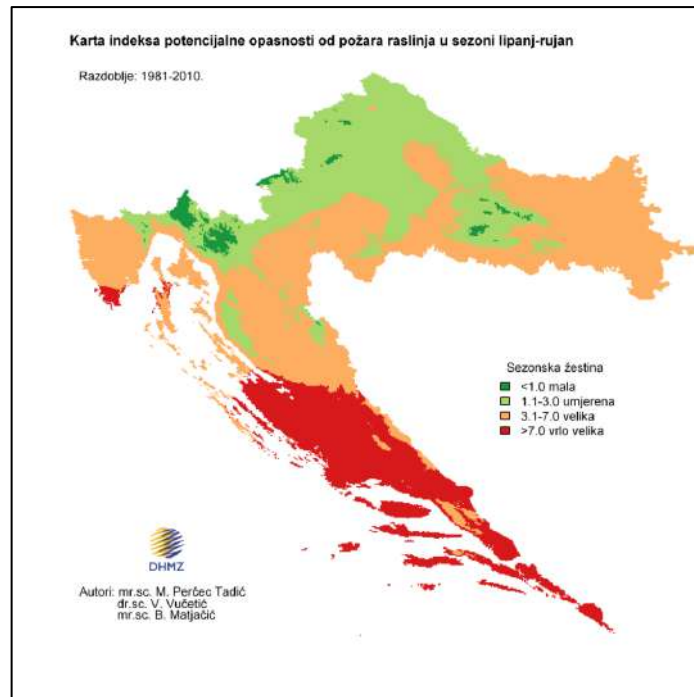 Karta indeksa potencijalne opasnosti od požara raslinja u sezoni lipanj-rujan
Razdoblje: 1981-2010.
Sezonska žestina
<1.0 mala
1.1-3.0 umjerena
3.1-7.0 velika
>7.0 vrlo velika
DHMZ
Autori: mr.sc. M. Perčec Tadić
dr.sc. V. Vučetić
mr.sc. B. Matjačić